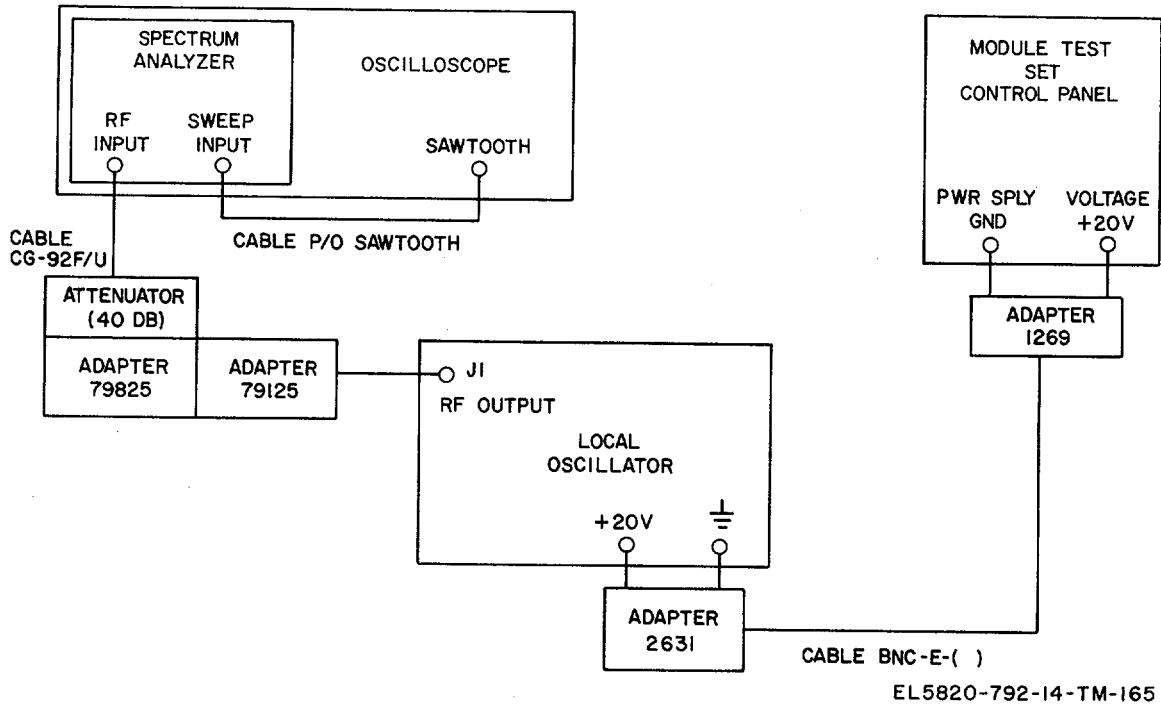 SPECTRUM
ANALYZER
OSCILLOSCOPE
RF
INPUT
SWEEP
INPUT
SAWTOOTH
CABLE P/O SAWTOOTH
CABLE
CG-92F/U
ATTENUATOR
(40 DB)
ADAPTER
79825
ADAPTER
79125
J1
RF OUTPUT
LOCAL
OSCILLATOR
+20V
ADAPTER
2631
MODULE TEST
SET
CONTROL PANEL
PWR SPLY
GND
VOLTAGE
+20V
ADAPTER
1269
CABLE BNC-E-( )
EL5820-792-14-TM-165